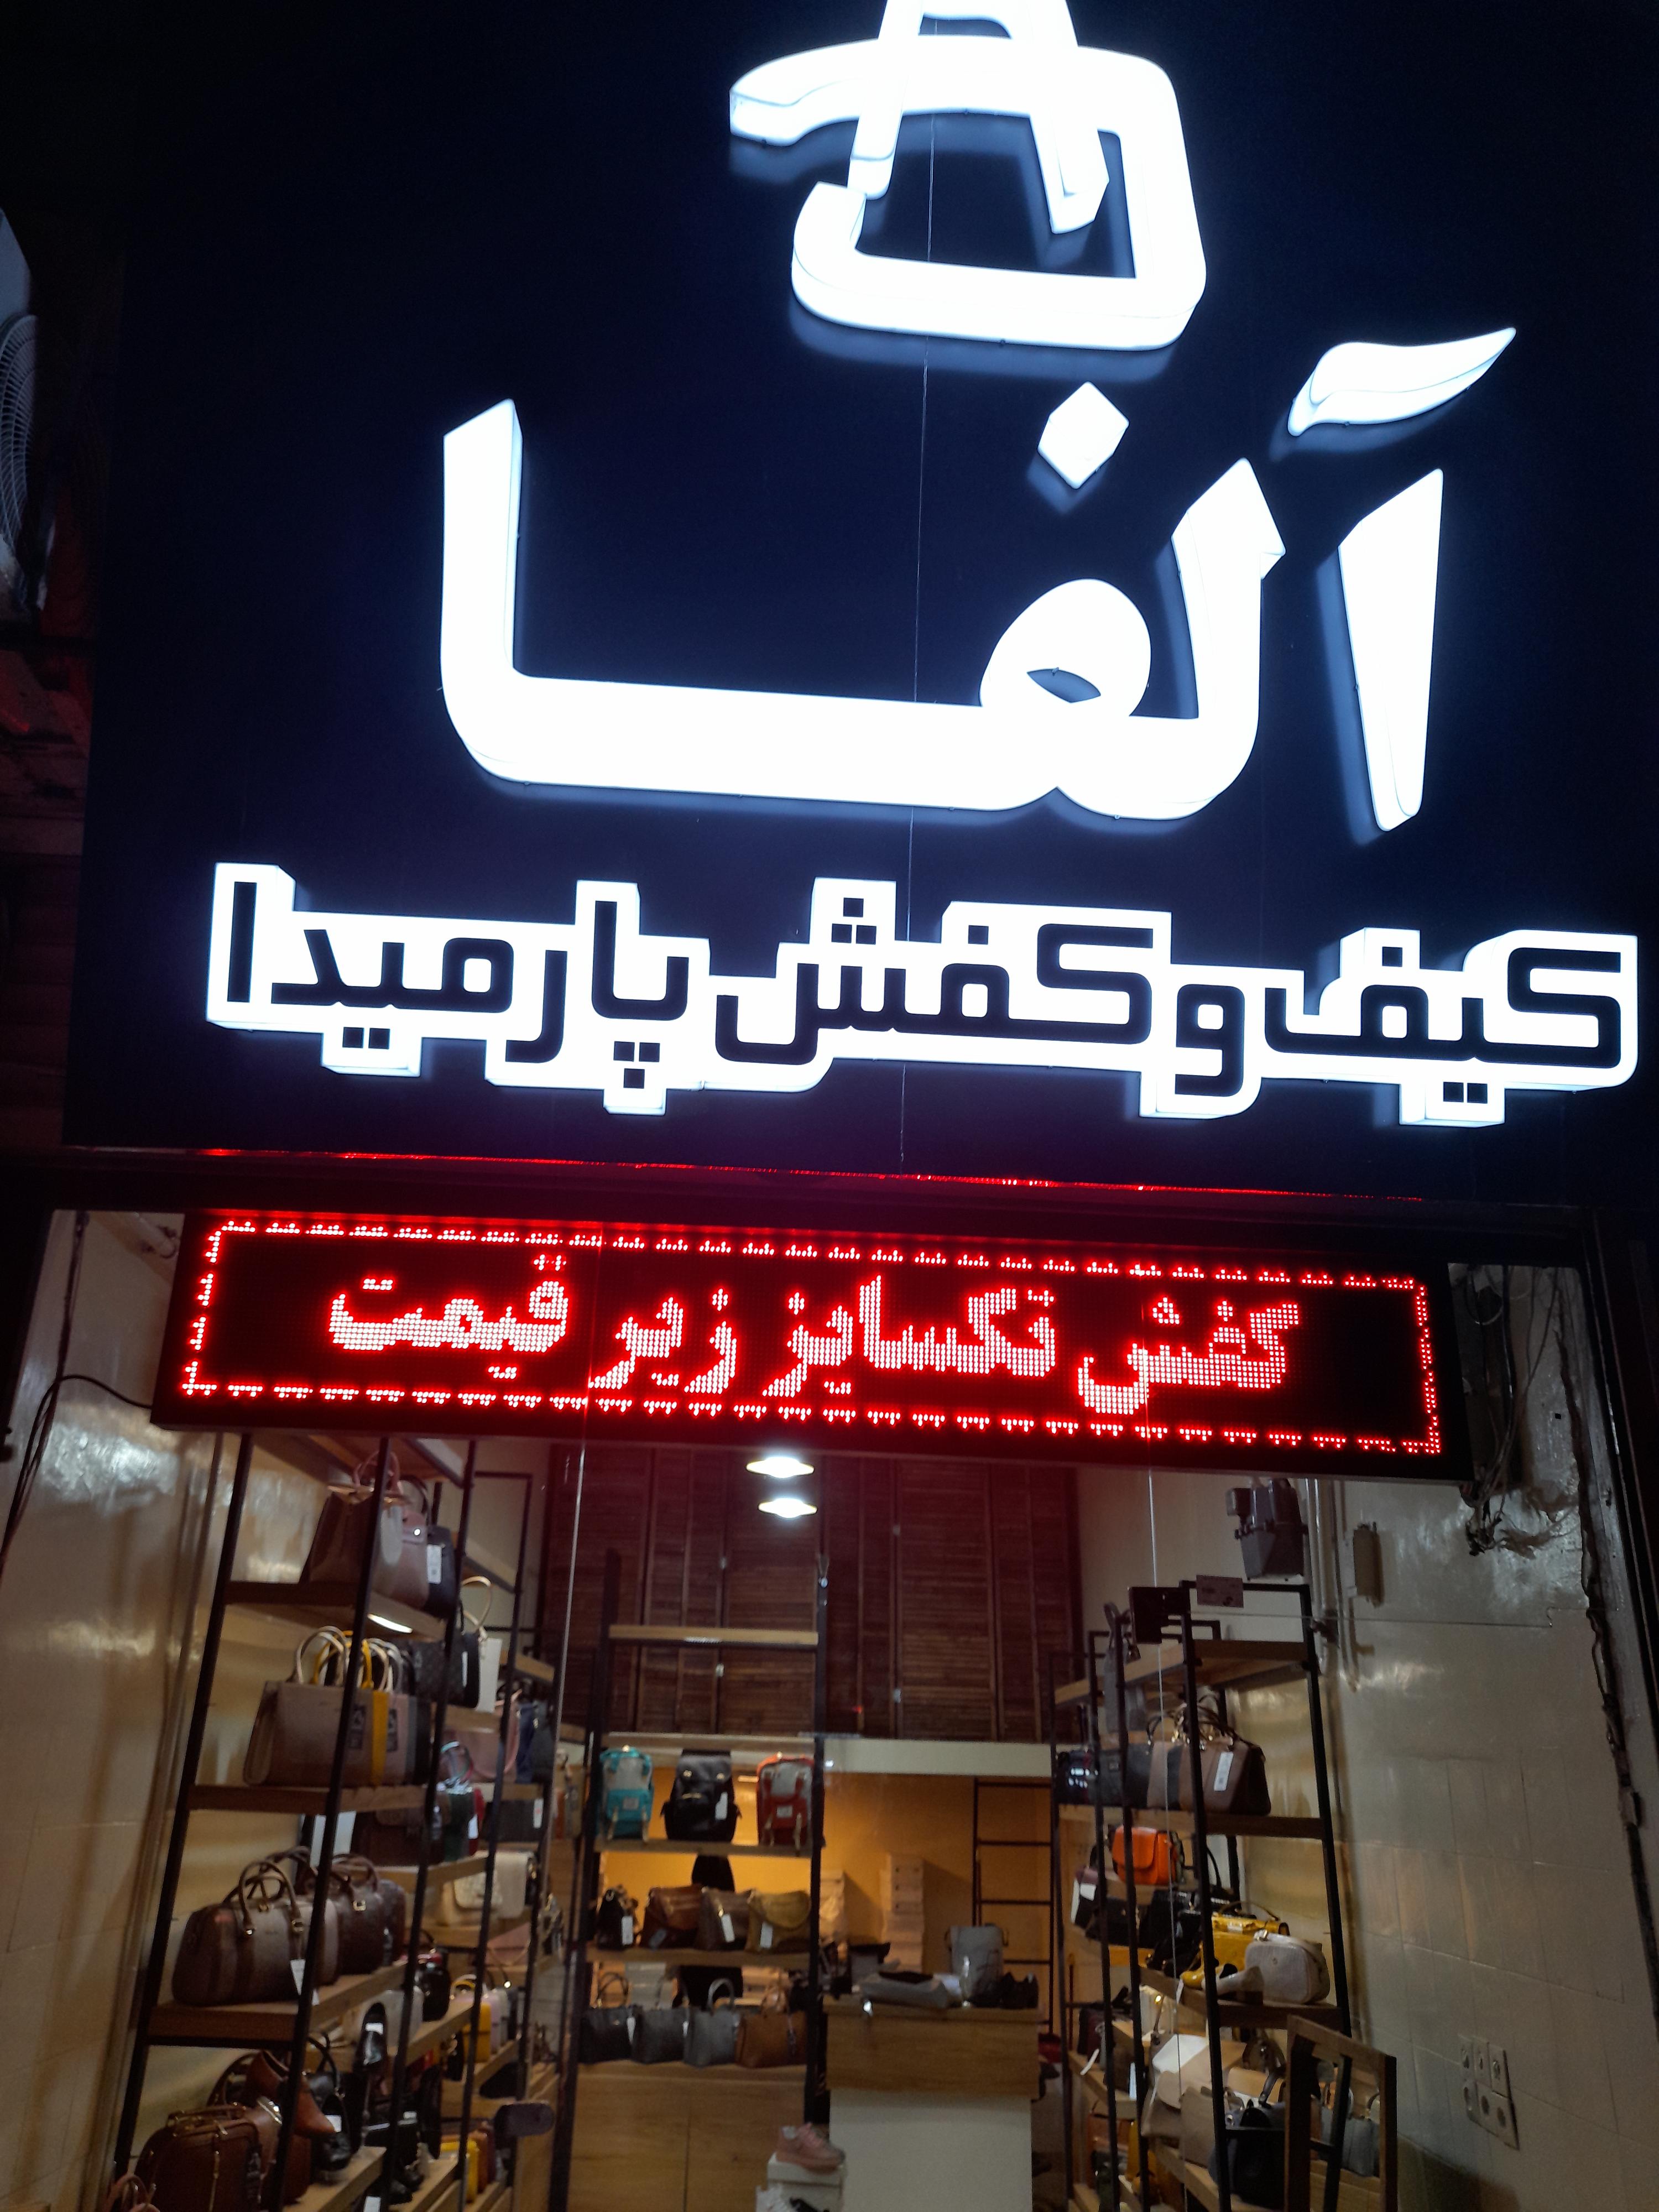 آلفا
کیف و کفش پارمیدا
کفش تکسایز زیر قیمت